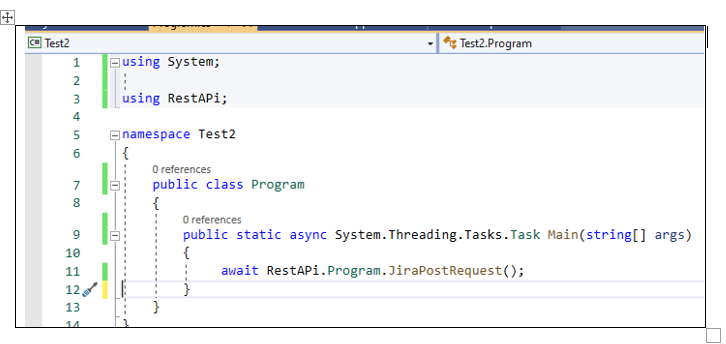 Test2 Test2.Program
1 using System;
2
3 using RestAPi;
4
5 namespace Test2
6 {
0 references
7 public class Program
8 {
0 references
9 public static async System.Threading.Tasks.Task Main(string[] args)
10 {
11 await RestAPi.Program.JiraPostRequest();
12 }
13 }
14 }